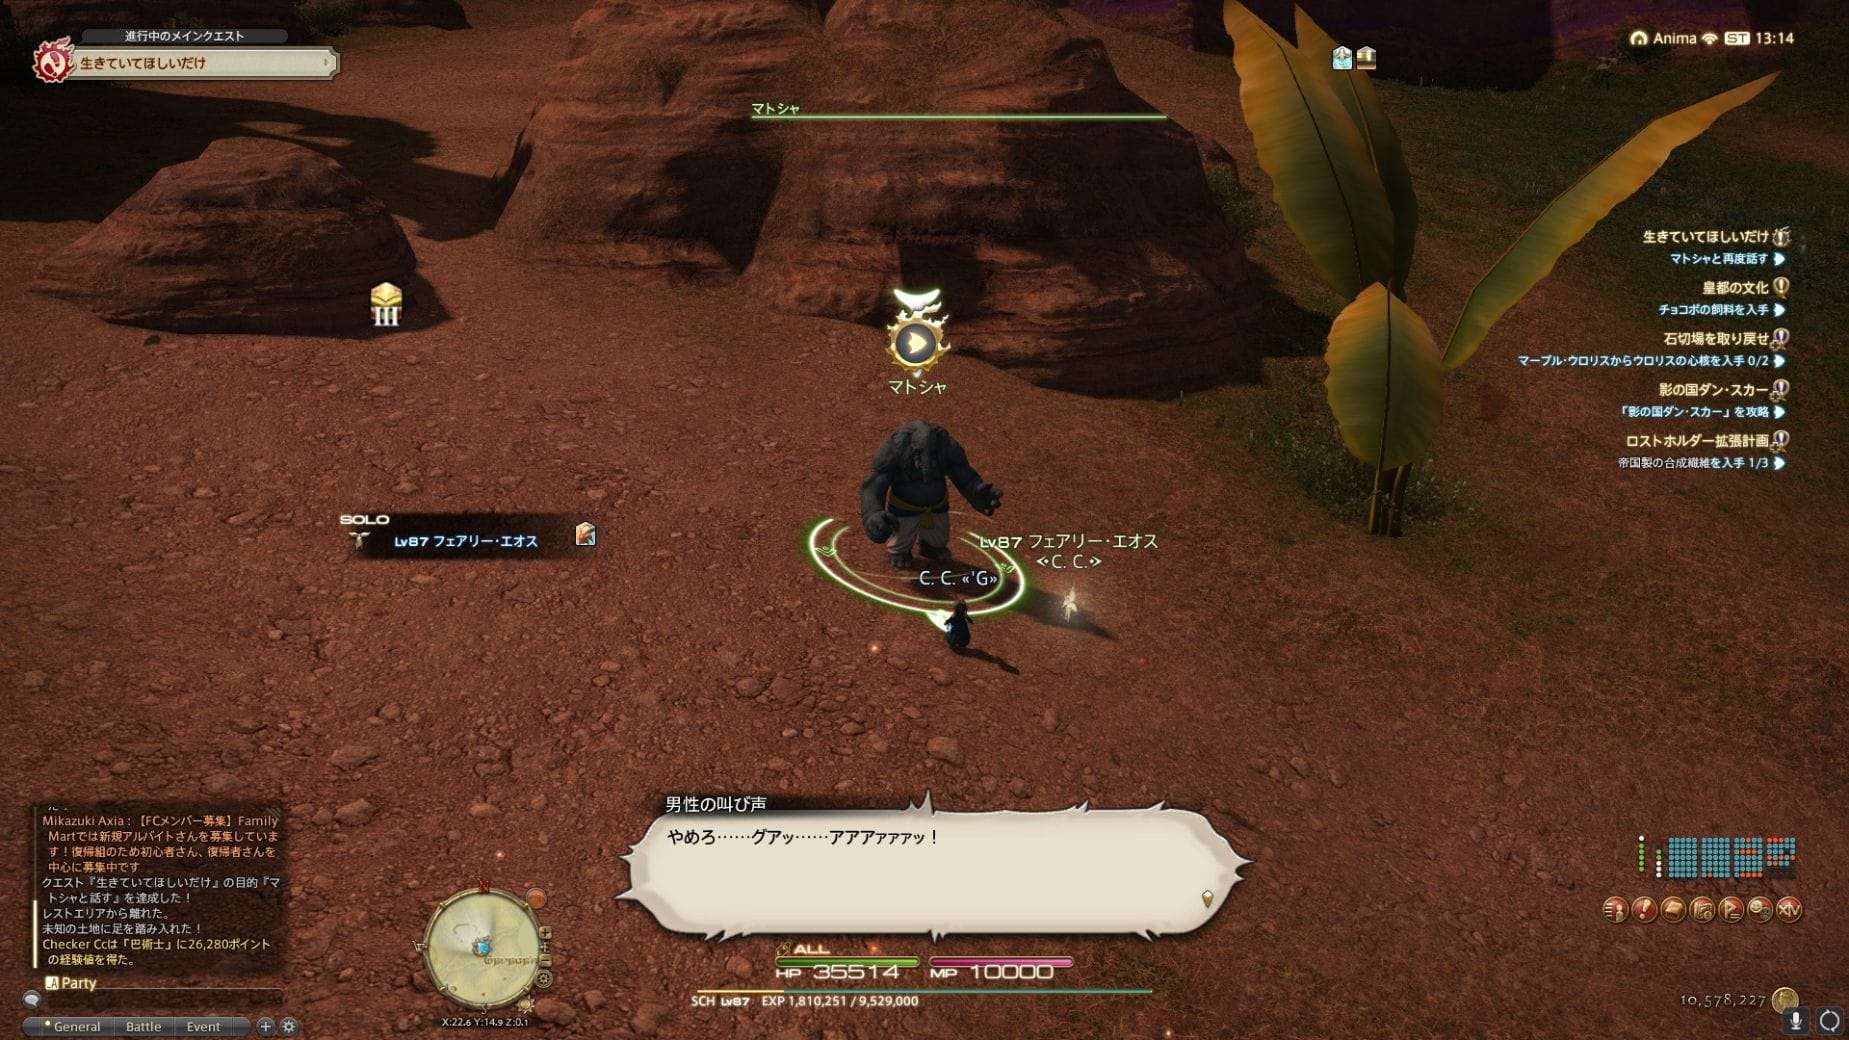 進行中のメインクエスト
生きていてほしいだけ
Anima ST 13:14
マトシャ
生きていてほしいだけ
マトシャと再度話す
皇都の文化
チョコボの飼料を入手
石切場を取り戻せ
マーブル・ウロリスからウロリスの心核を入手 0/2
影の国ダン・スカー
「影の国ダン・スカー」を攻略
ロストホルダー拡張計画
帝国製の合成繊維を入手 1/3
III
マトシャ
SOLO
Lv87 フェアリー・エオス
Lv87 フェアリー・エオス
≪C. C.≫
C. C. «'G»
男性の叫び声
やめろ……グアッ……アアアァァァッ！
Mikazuki Axia : 【FCメンバー募集】Family
Martでは新規アルバイトさんを募集していま
す！復帰組のため初心者さん、復帰者さんを
中心に募集中です
クエスト『生きていてほしいだけ』の目的『マ
トシャと話す』を達成した！
レストエリアから離れた。
未知の土地に足を踏み入れた！
Checker Ccは「巴術士」に26,280ポイント
の経験値を得た。
Party
General Battle Event
X:22.6 Y:14.9 Z:0.1
ALL
HP 35514 MP 10000
SCH Lv87 EXP 1,810,251 / 9,529,000
XIV
10,578,227